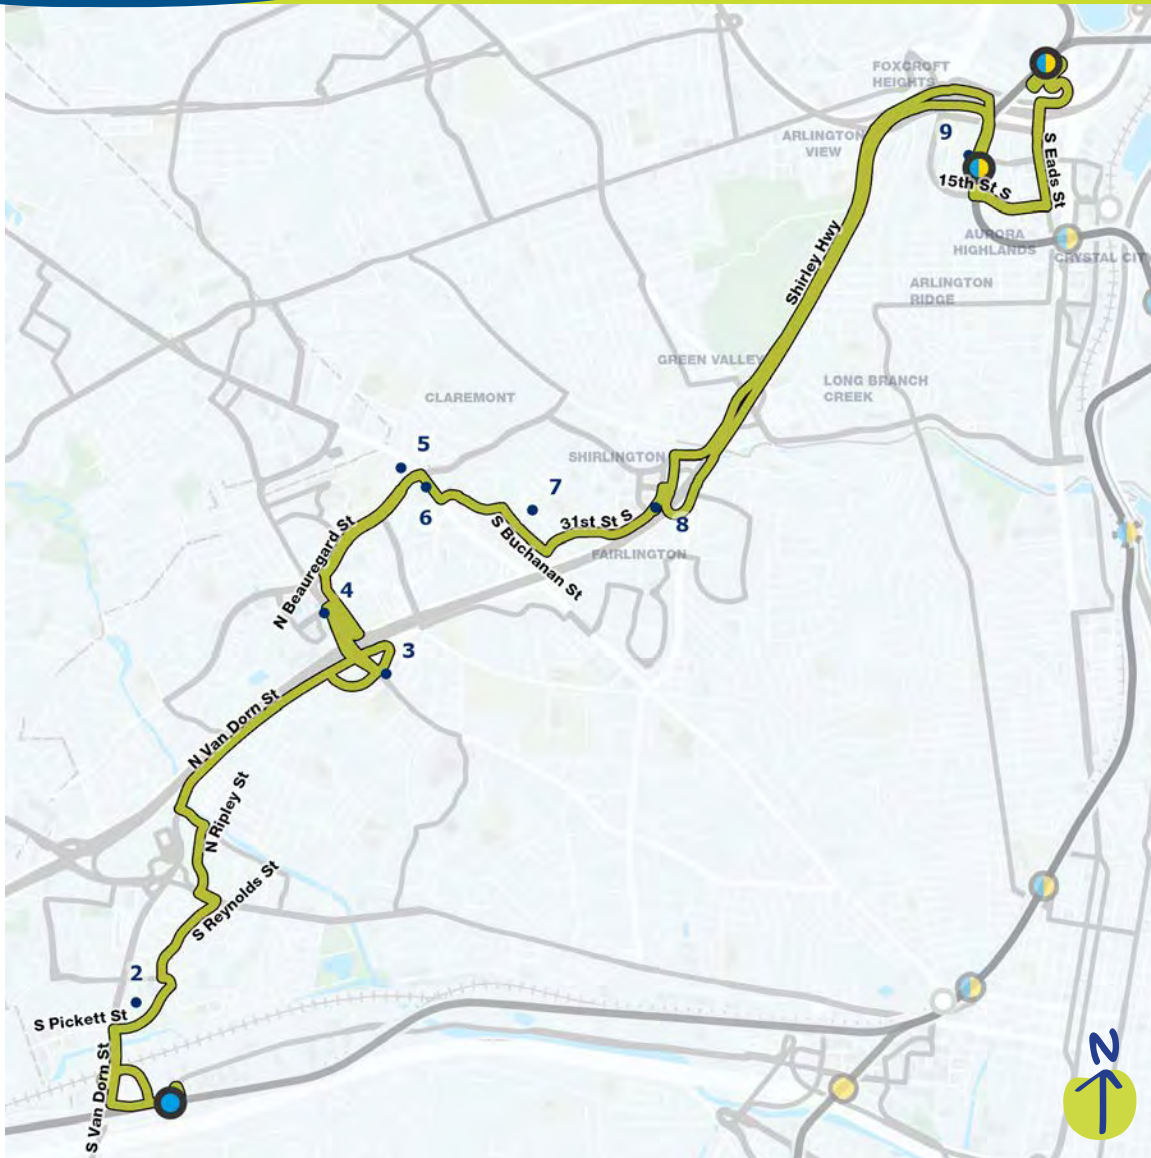 FOXCROFT
HEIGHTS
9
ARLINGTON
VIEW
S Eads St
15th St S
AURORA
HIGHLANDS
CRYSTAL CIT
Shirley Hwy
ARLINGTON
RIDGE
GREEN VALLEY
LONG BRANCH
CREEK
CLAREMONT
5
SHIRLINGTON
7
6
31st St S
8
S Buchanan St
FAIRLINGTON
N Beauregard St
4
3
N Van Dorn St
N Ripley St
S Reynolds St
2
S Pickett St
S Van Dorn St
N